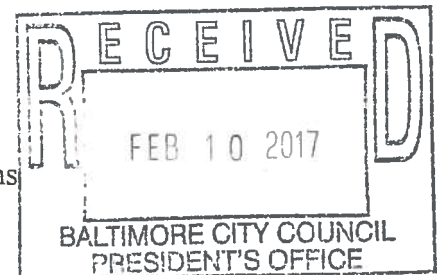 RECEIVED
FEB 10 2017
BALTIMORE CITY COUNCIL
PRESIDENT'S OFFICE